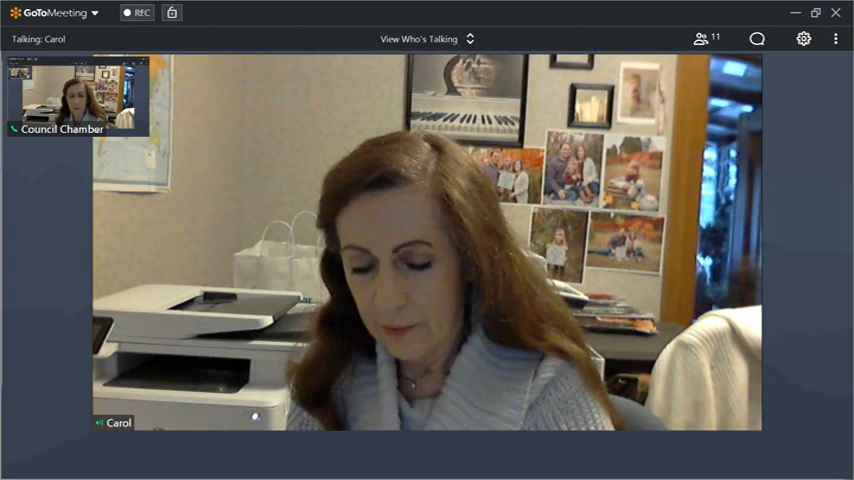 GoToMeeting
REC
Talking: Carol
View Who's Talking
11
Council Chamber
Carol